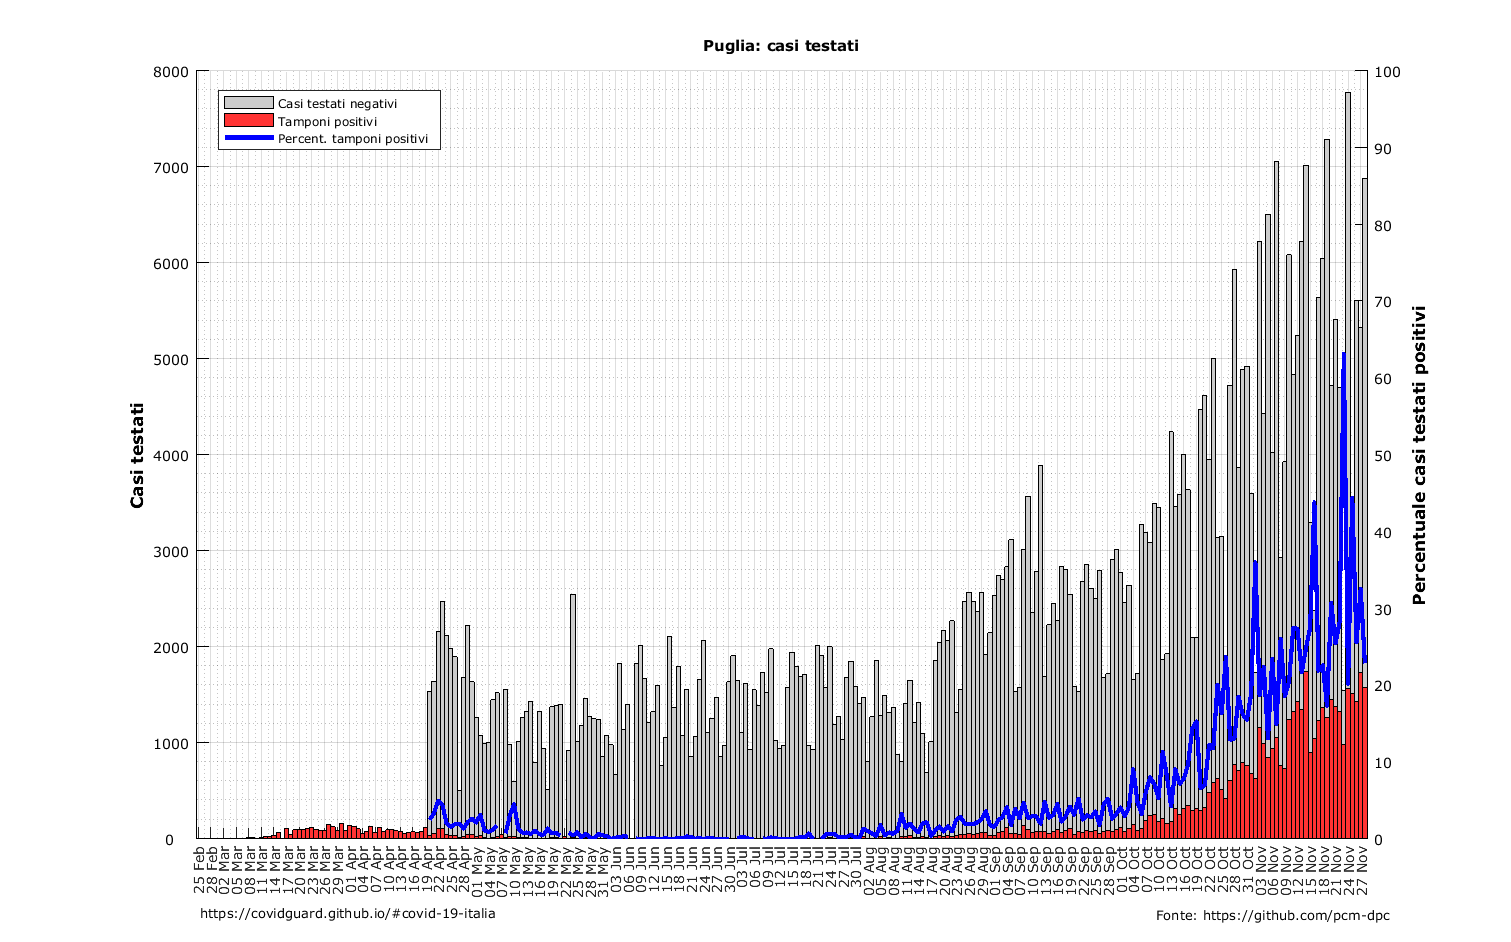 Puglia: casi testati
Casi testati negativi
Tamponi positivi
Percent. tamponi positivi
Casi testati
8000
7000
6000
5000
4000
3000
2000
1000
0
100
90
80
70
60
50
40
30
20
10
0
Percentuale casi testati positivi
25 Feb
28 Feb
02 Mar
05 Mar
08 Mar
11 Mar
14 Mar
17 Mar
20 Mar
23 Mar
26 Mar
29 Mar
01 Apr
04 Apr
07 Apr
10 Apr
13 Apr
16 Apr
19 Apr
22 Apr
25 Apr
28 Apr
01 May
04 May
07 May
10 May
13 May
16 May
19 May
22 May
25 May
28 May
31 May
03 Jun
06 Jun
09 Jun
12 Jun
15 Jun
18 Jun
21 Jun
24 Jun
27 Jun
30 Jun
03 Jul
06 Jul
09 Jul
12 Jul
15 Jul
18 Jul
21 Jul
24 Jul
27 Jul
30 Jul
02 Aug
05 Aug
08 Aug
11 Aug
14 Aug
17 Aug
20 Aug
23 Aug
26 Aug
29 Aug
01 Sep
04 Sep
07 Sep
10 Sep
13 Sep
16 Sep
19 Sep
22 Sep
25 Sep
28 Sep
01 Oct
04 Oct
07 Oct
10 Oct
13 Oct
16 Oct
19 Oct
22 Oct
25 Oct
28 Oct
31 Oct
03 Nov
06 Nov
09 Nov
12 Nov
15 Nov
18 Nov
21 Nov
24 Nov
27 Nov
https://covidguard.github.io/#covid-19-italia
Fonte: https://github.com/pcm-dpc